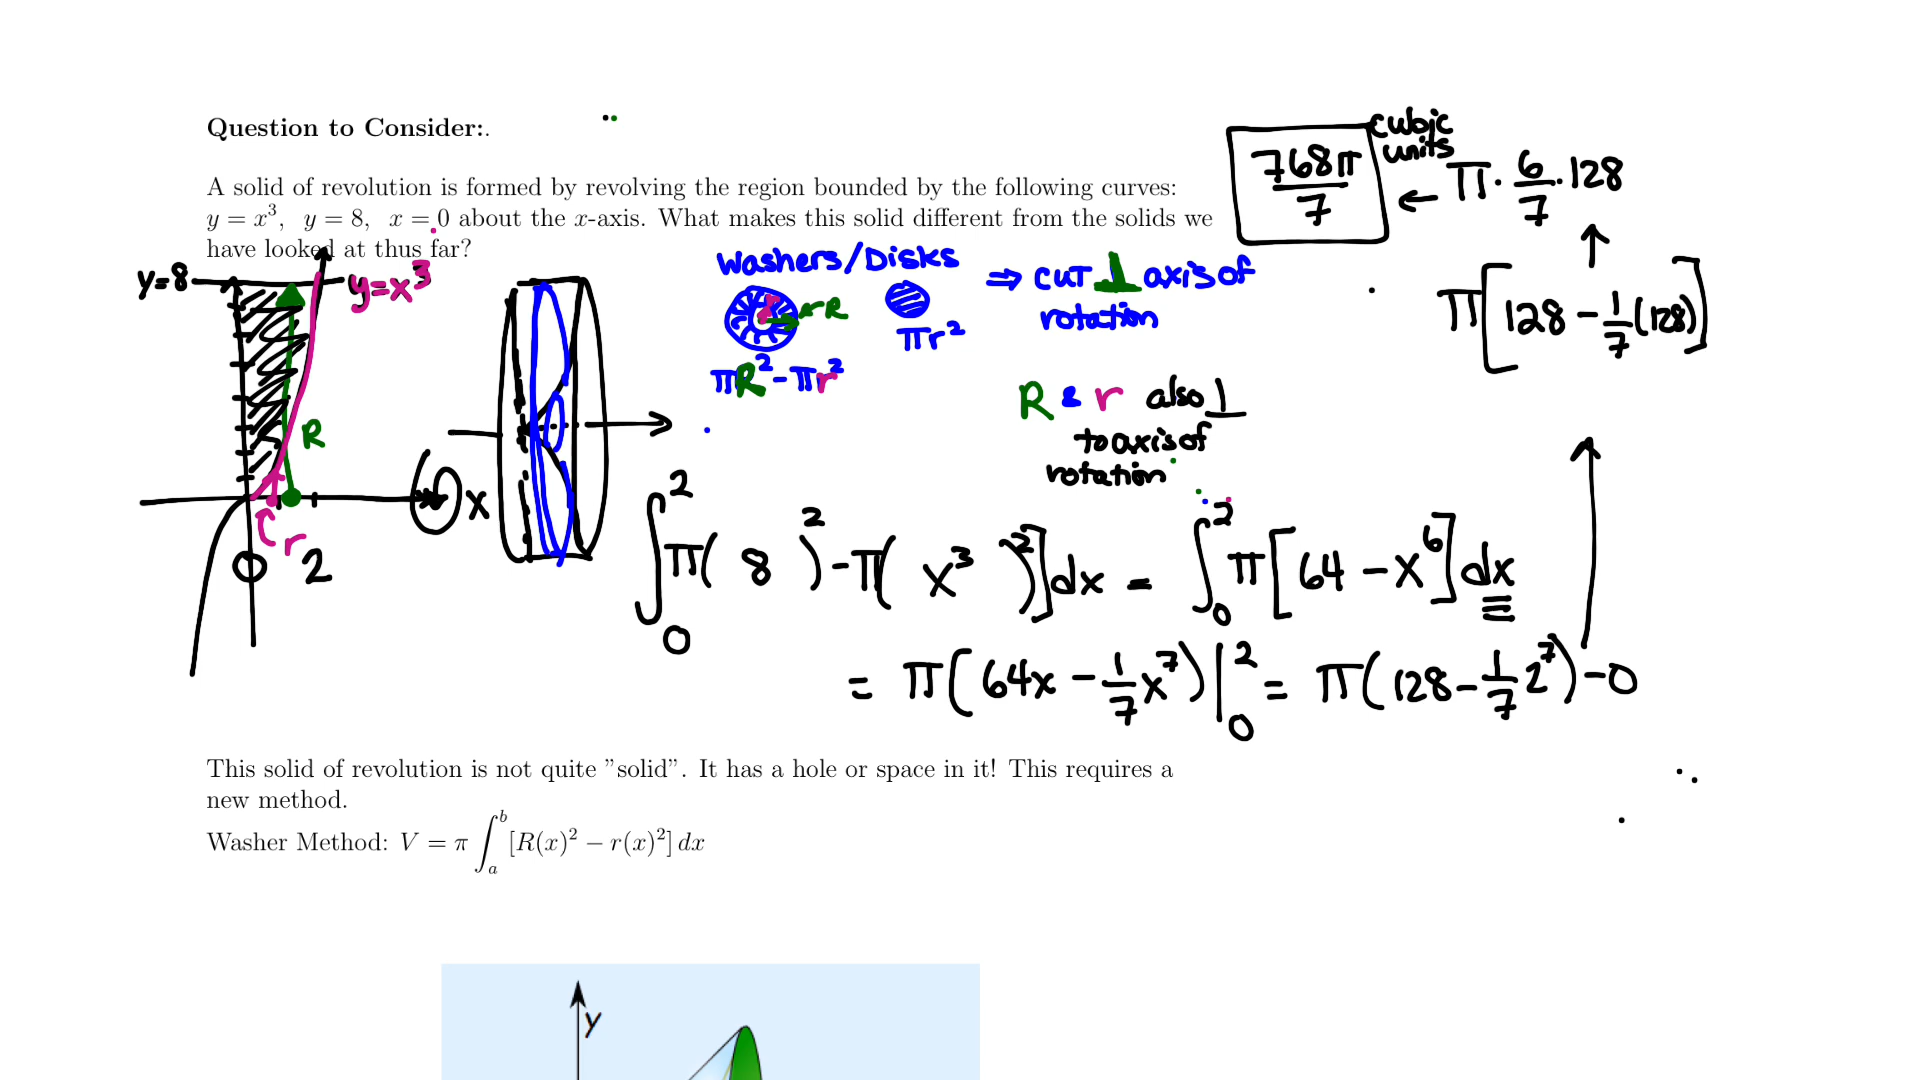 Question to Consider:.
A solid of revolution is formed by revolving the region bounded by the following curves:
y = x³, y = 8, x = 0 about the x-axis. What makes this solid different from the solids we
have looked at thus far?
y=8
y=x³
R
r
2
x
Washers/Disks ⇒ cut ⊥ axis of
rotation
r
R
πR² - πr²
πr²
R & r also ⊥
to axis of
rotation
∫₀² π( 8 )² - π( x³ )²]dx = ∫₀² π[64 - x⁶]dx
= π(64x - 1/7 x⁷)|₀² = π(128 - 1/7 2⁷) - 0
π[128 - 1/7 (128)]
π · 6/7 · 128
768π/7
cubic
units
This solid of revolution is not quite ”solid”. It has a hole or space in it! This requires a
new method.
Washer Method: V = π ∫ₐᵇ [R(x)² − r(x)²] dx
y